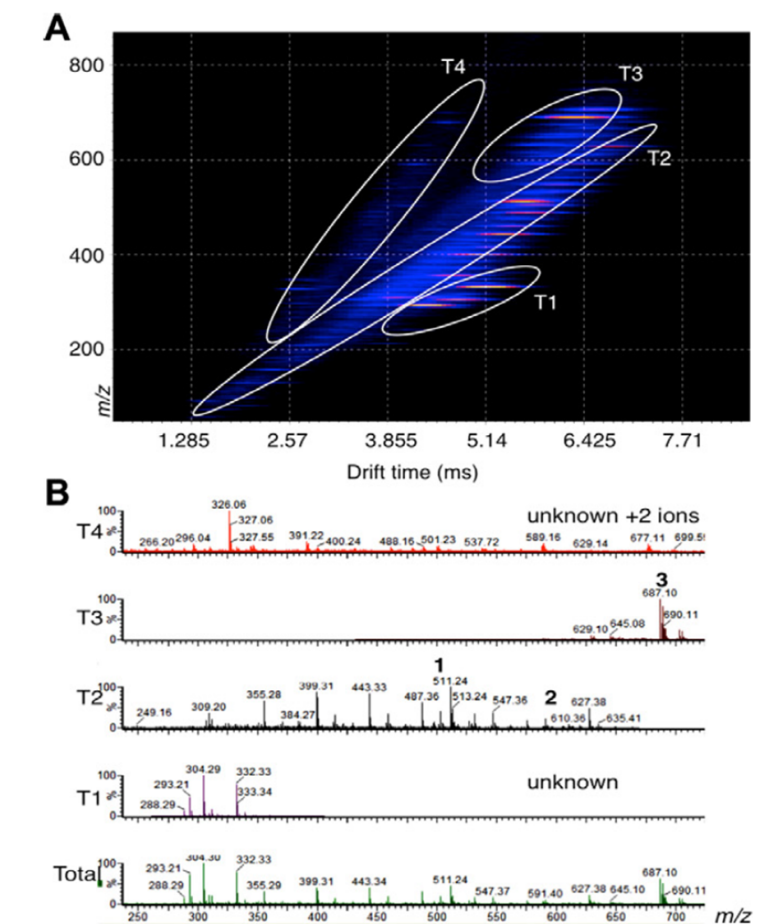 A
800
600
400
200
m/z
T4
T3
T2
T1
1.285 2.57 3.855 5.14 6.425 7.71
Drift time (ms)
B
T4
100
%
0
266.20 296.04 326.06 327.06 327.55 391.22 400.24 488.16 501.23 537.72 589.16 629.14 677.11
unknown +2 ions
T3
100
%
0
629.10 645.08 687.10 690.11
3
T2
100
%
0
249.16 309.20 355.28 384.27 399.31 443.33 487.36 511.24 513.24 547.36 610.36 627.38 635.41
1
2
T1
100
%
0
288.29 293.21 304.29 332.33 333.34
unknown
Total
100
%
0
288.29 293.21 304.30 332.33 355.29 399.31 443.34 511.24 547.37 591.40 627.38 645.10 687.10 690.11
250 300 350 400 450 500 550 600 650 700 m/z